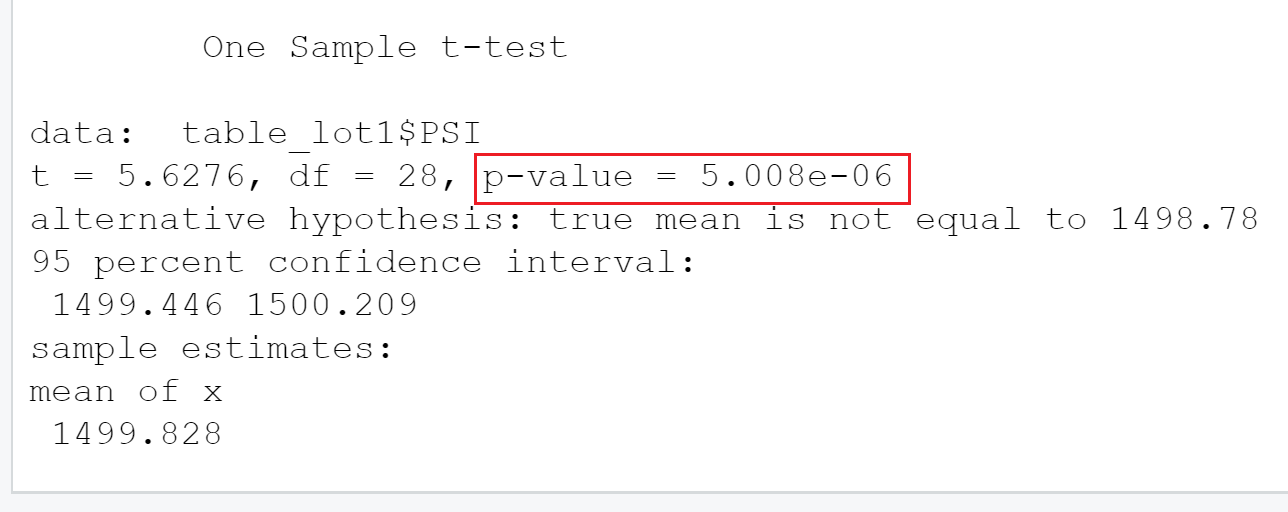 One Sample t-test
data:  table_lot1$PSI
t = 5.6276, df = 28, p-value = 5.008e-06
alternative hypothesis: true mean is not equal to 1498.78
95 percent confidence interval:
1499.446 1500.209
sample estimates:
mean of x
1499.828